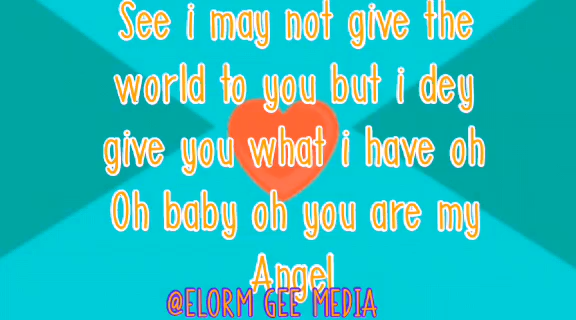 See i may not give the
world to you but i dey
give you what i have oh
Oh baby oh you are my
Angel
@ELORM GEE MEDIA